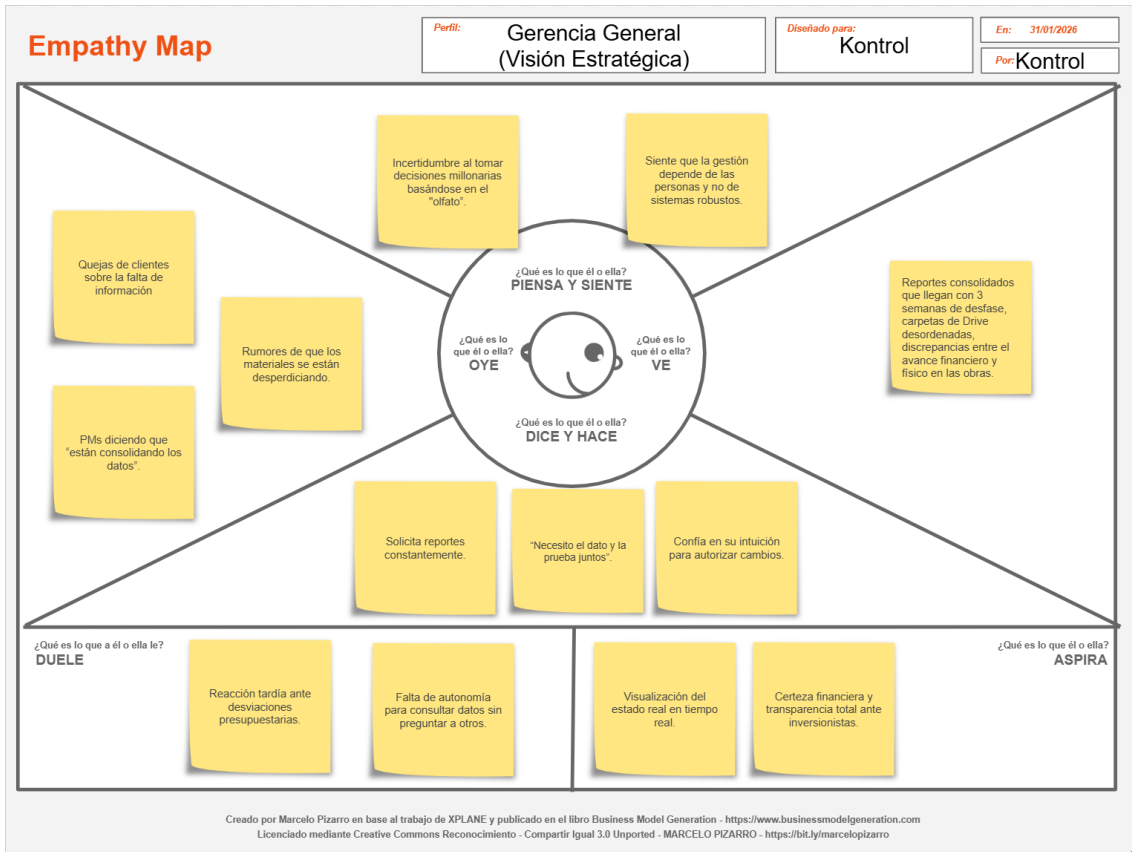 Empathy Map
Perfil:
Gerencia General
(Visión Estratégica)
Diseñado para:
Kontrol
En: 31/01/2026
Por: Kontrol
Incertidumbre al tomar
decisiones millonarias
basándose en el
"olfato".
Siente que la gestión
depende de las
personas y no de
sistemas robustos.
Quejas de clientes
sobre la falta de
información
Rumores de que los
materiales se están
desperdiciando.
PMs diciendo que
"están consolidando los
datos".
¿Qué es lo que él o ella?
PIENSA Y SIENTE
¿Qué es lo
que él o ella?
OYE
¿Qué es lo
que él o ella?
VE
¿Qué es lo que él o ella?
DICE Y HACE
Reportes consolidados
que llegan con 3
semanas de desfase,
carpetas de Drive
desordenadas,
discrepancias entre el
avance financiero y
físico en las obras.
Solicita reportes
constantemente.
"Necesito el dato y la
prueba juntos".
Confía en su intuición
para autorizar cambios.
¿Qué es lo que a él o ella le?
DUELE
Reacción tardía ante
desviaciones
presupuestarias.
Falta de autonomía
para consultar datos sin
preguntar a otros.
Visualización del
estado real en tiempo
real.
Certeza financiera y
transparencia total ante
inversionistas.
¿Qué es lo que él o ella?
ASPIRA
Creado por Marcelo Pizarro en base al trabajo de XPLANE y publicado en el libro Business Model Generation - https://www.businessmodelgeneration.com
Licenciado mediante Creative Commons Reconocimiento - Compartir Igual 3.0 Unported - MARCELO PIZARRO - https://bit.ly/marcelopizarro